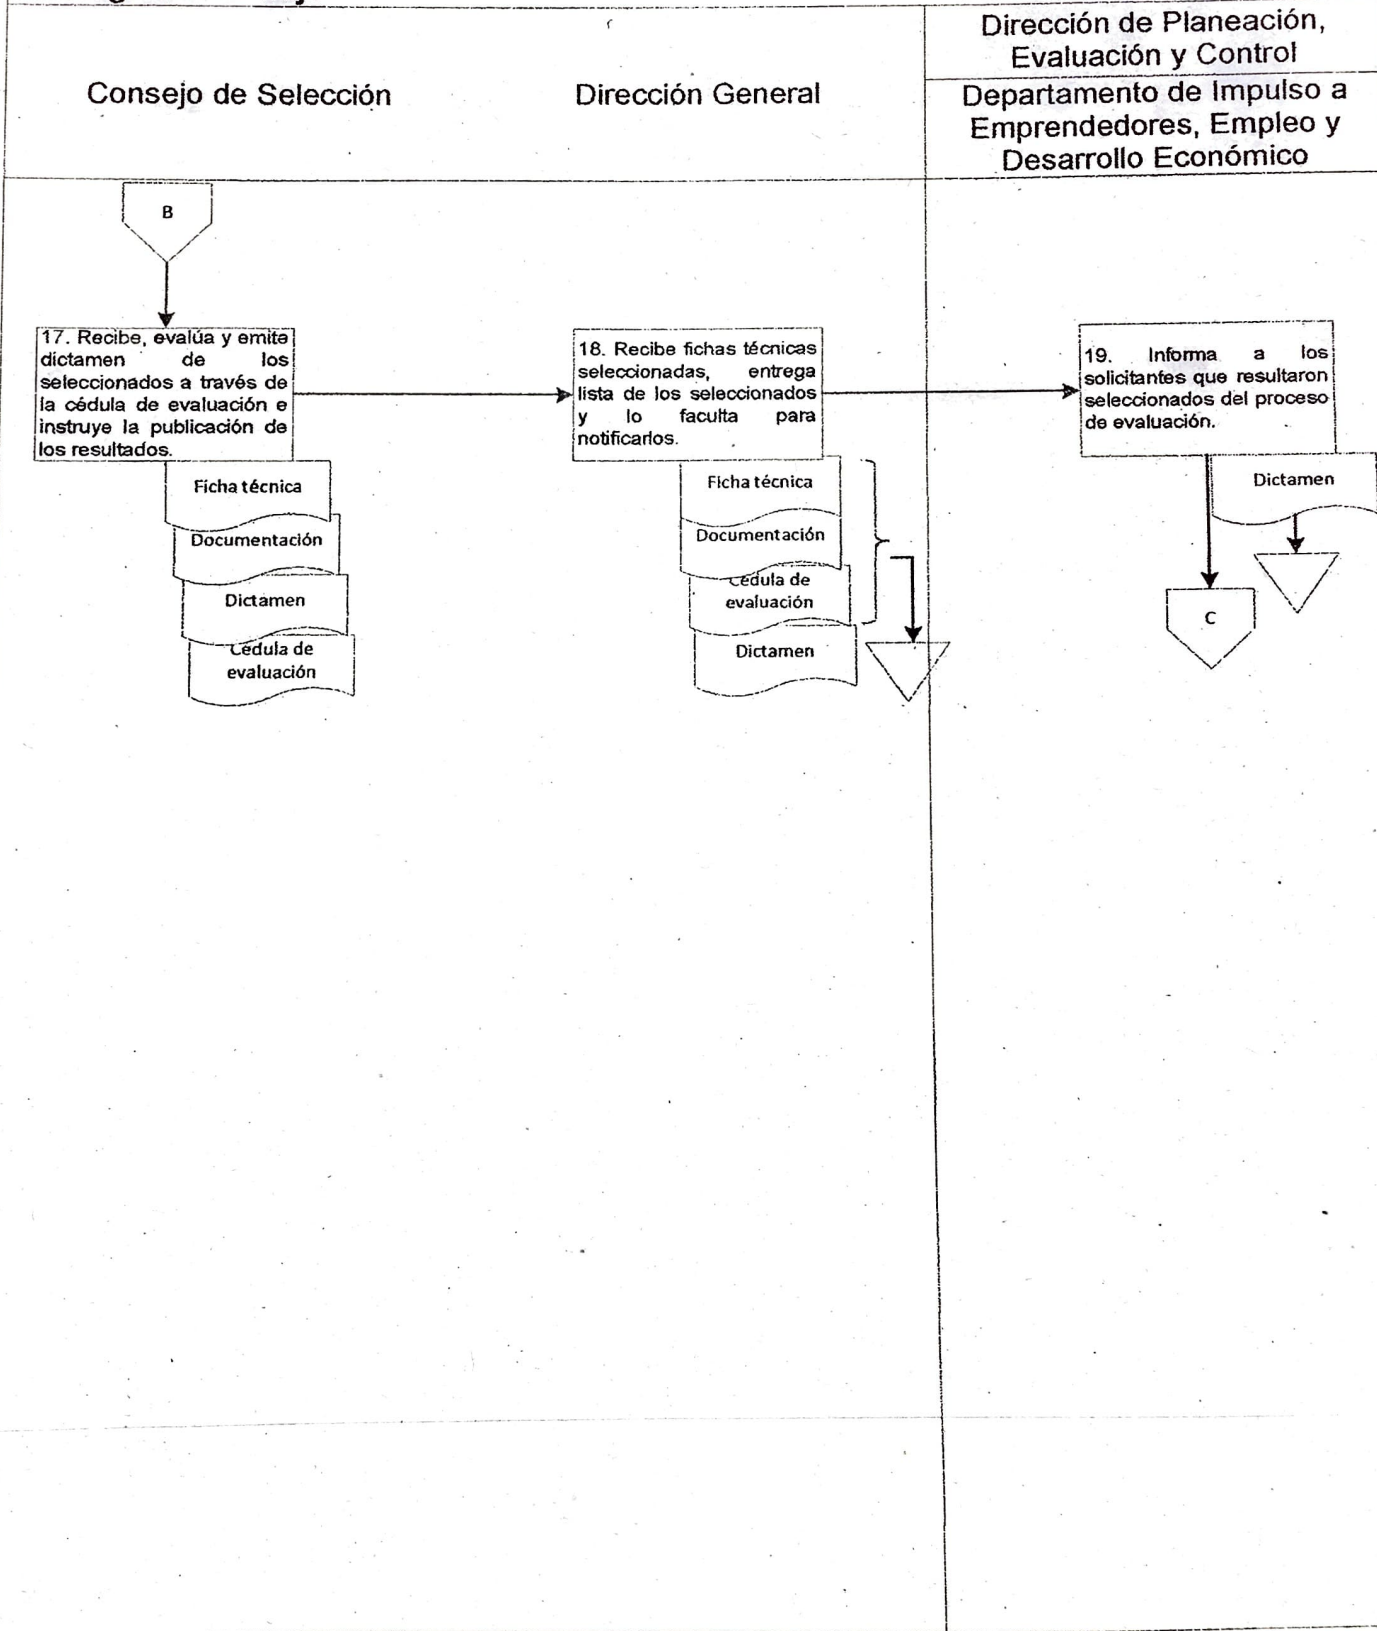 Consejo de Selección
Dirección General
Dirección de Planeación,
Evaluación y Control
Departamento de Impulso a
Emprendedores, Empleo y
Desarrollo Económico
B
17. Recibe, evalúa y emite
dictamen de los
seleccionados a través de
la cédula de evaluación e
instruye la publicación de
los resultados.
Ficha técnica
Documentación
Dictamen
Cédula de
evaluación
18. Recibe fichas técnicas
seleccionadas, entrega
lista de los seleccionados
y lo faculta para
notificarlos.
Ficha técnica
Documentación
Cédula de
evaluación
Dictamen
19. Informa a los
solicitantes que resultaron
seleccionados del proceso
de evaluación.
Dictamen
C